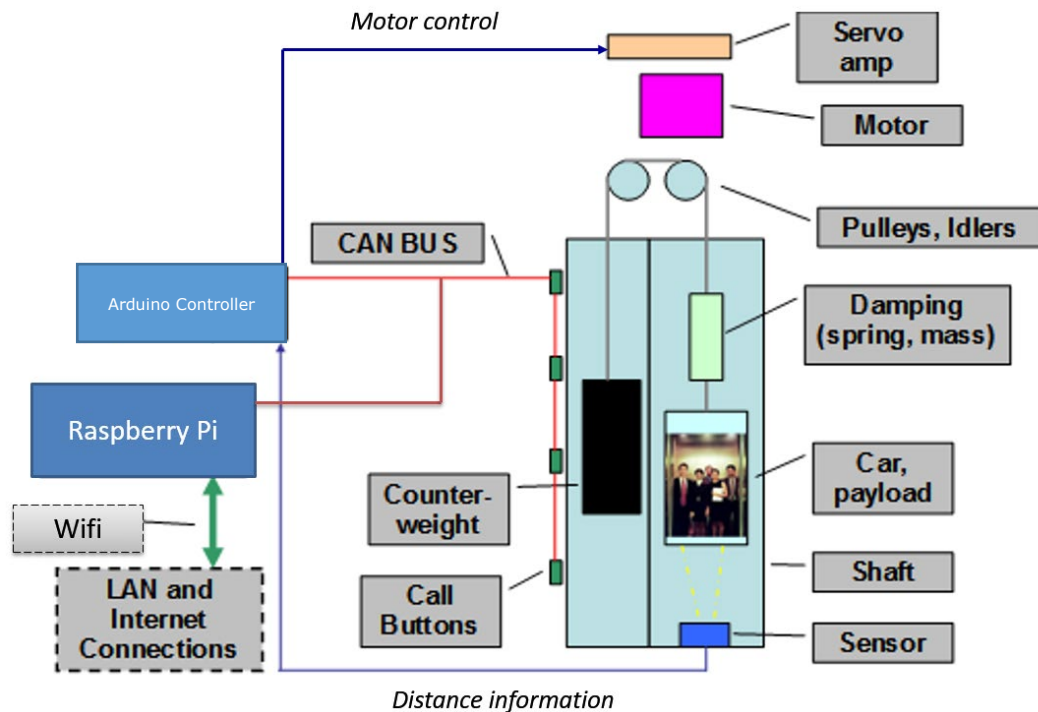 Motor control
Servo
amp
Motor
Pulleys, Idlers
CAN BUS
Arduino Controller
Damping
(spring, mass)
Raspberry Pi
Car,
payload
Counter-
weight
Wifi
LAN and
Internet
Connections
Call
Buttons
Shaft
Sensor
Distance information